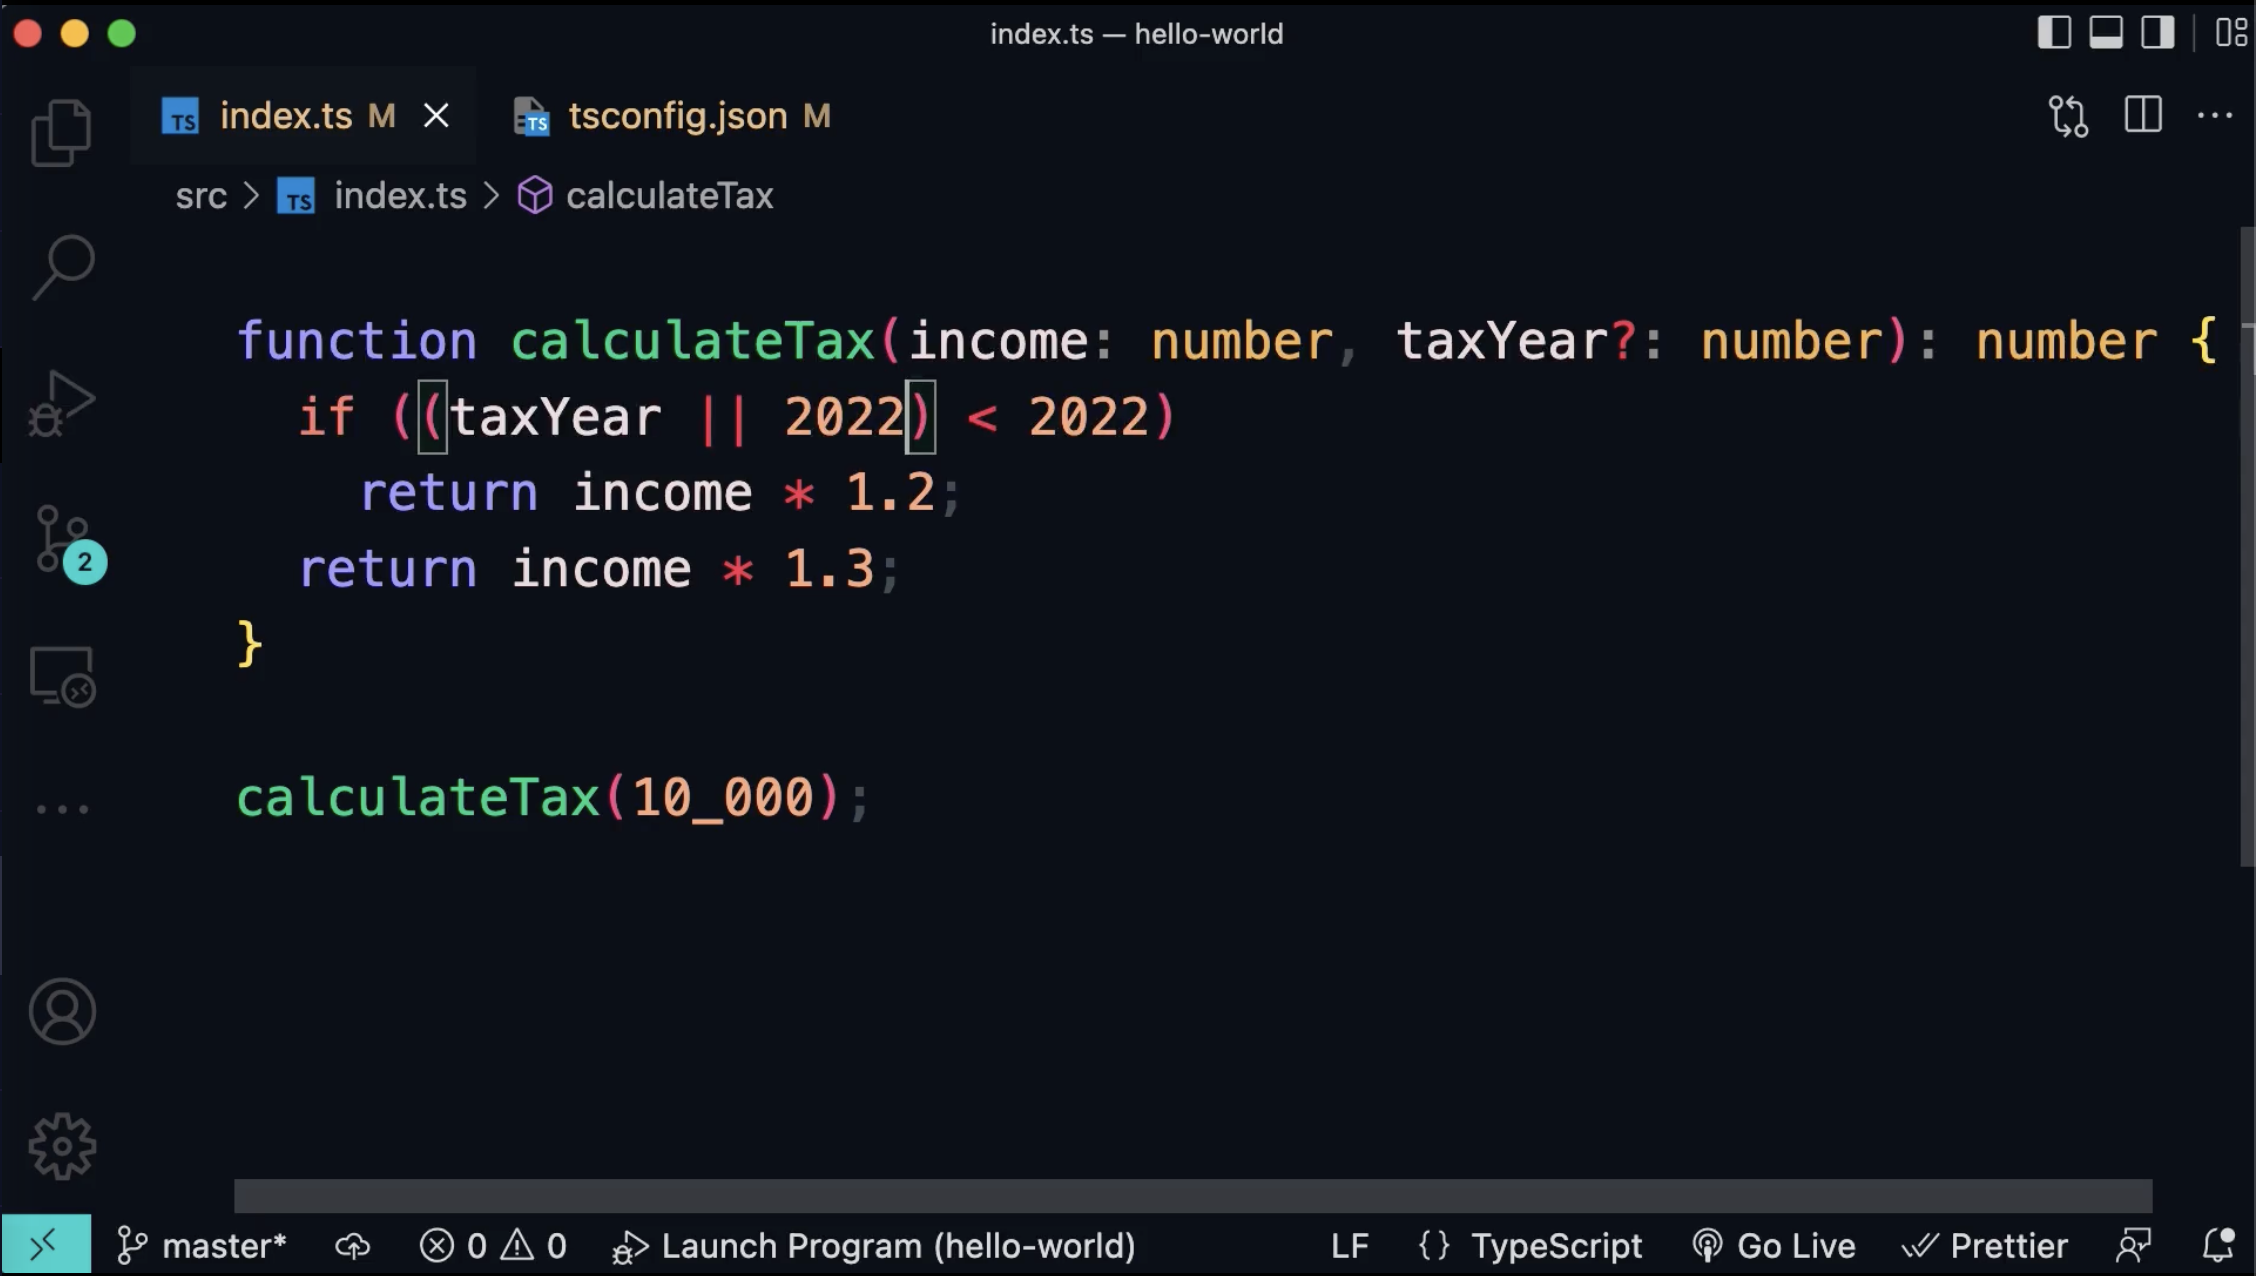 index.ts — hello-world
TS index.ts M TS tsconfig.json M
src > TS index.ts > calculateTax
function calculateTax(income: number, taxYear?: number): number {
if ((taxYear || 2022) < 2022)
return income * 1.2;
return income * 1.3;
}
calculateTax(10_000);
2
master* 0 0 Launch Program (hello-world) LF {} TypeScript Go Live Prettier